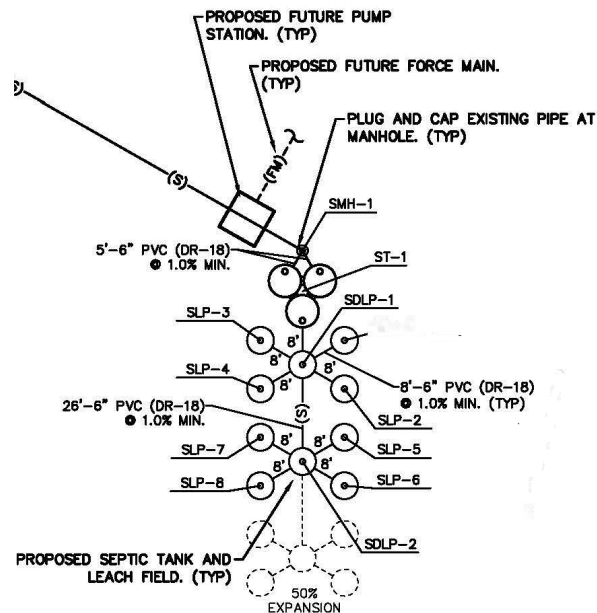 PROPOSED FUTURE PUMP
STATION. (TYP)
PROPOSED FUTURE FORCE MAIN.
(TYP)
PLUG AND CAP EXISTING PIPE AT
MANHOLE. (TYP)
(S)
(FM)
SMH-1
5'-6" PVC (DR-18)
@ 1.0% MIN.
ST-1
SDLP-1
SLP-3
8'
8'
8'
8'
8'
SLP-4
8'-6" PVC (DR-18)
@ 1.0% MIN. (TYP)
26'-6" PVC (DR-18)
@ 1.0% MIN.
(S)
SLP-2
SLP-7
8'
8'
SLP-5
8'
8'
SLP-8
SLP-6
PROPOSED SEPTIC TANK AND
LEACH FIELD. (TYP)
SDLP-2
50%
EXPANSION